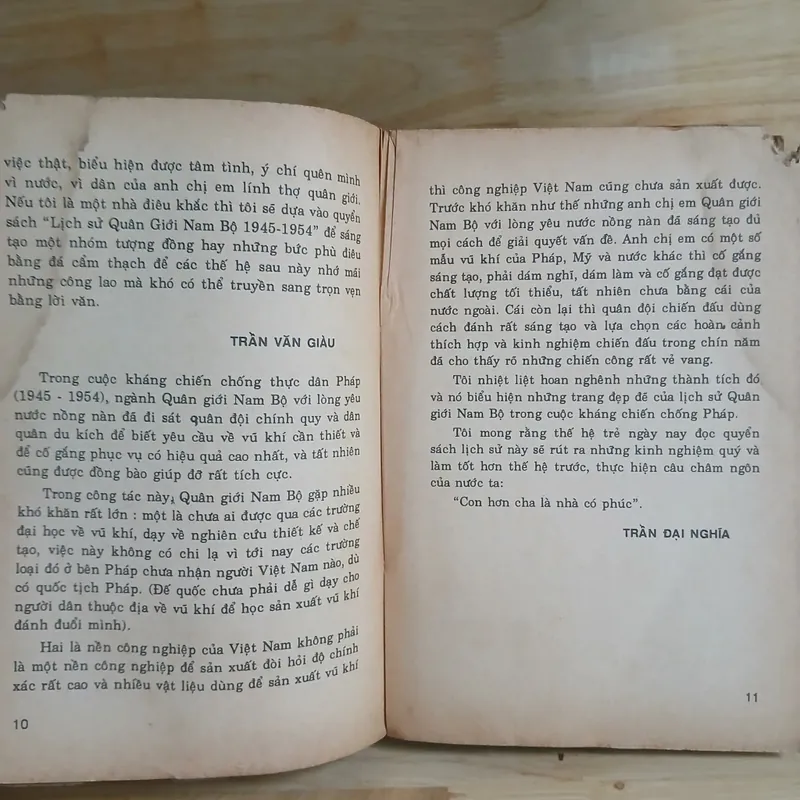 việc thật, biểu hiện được tâm tình, ý chí quên mình
vì nước, vì dân của anh chị em lính thợ quân giới.
Nếu tôi là một nhà điêu khắc thì tôi sẽ dựa vào quyển
sách “Lịch sử Quân Giới Nam Bộ 1945-1954” để sáng
tạo một nhóm tượng đồng hay những bức phù điêu
bằng đá cẩm thạch để các thế hệ sau này nhớ mái
những công lao mà khó có thể truyền sang trọn vẹn
bằng lời văn.
TRẦN VĂN GIÀU
Trong cuộc kháng chiến chống thực dân Pháp
(1945 - 1954), ngành Quân giới Nam Bộ với lòng yêu
nước nồng nàn đã đi sát quân đội chính quy và dân
quân du kích để biết yêu cầu về vũ khí cần thiết và
để cố gắng phục vụ có hiệu quả cao nhất, và tất nhiên
cũng được đồng bào giúp đỡ rất tích cực.
Trong công tác này, Quân giới Nam Bộ gặp nhiều
khó khăn rất lớn : một là chưa ai được qua các trường
đại học về vũ khí, dạy về nghiên cứu thiết kế và chế
tạo, việc này không có chi lạ vì tới nay các trường
loại đó ở bên Pháp chưa nhận người Việt Nam nào, dù
có quốc tịch Pháp. (Đế quốc chưa phải dễ gì dạy cho
người dân thuộc địa về vũ khí để học sản xuất vũ khí
đánh đuổi mình).
Hai là nền công nghiệp của Việt Nam không phải
là một nền công nghiệp để sản xuất đòi hỏi độ chính
xác rất cao và nhiều vật liệu dùng để sản xuất vũ khí
10
thì công nghiệp Việt Nam cũng chưa sản xuất được.
Trước khó khăn như thế những anh chị em Quân giới
Nam Bộ với lòng yêu nước nồng nàn đã sáng tạo đủ
mọi cách để giải quyết vấn đề. Anh chị em có một số
mẫu vũ khí của Pháp, Mỹ và nước khác thì cố gắng
sáng tạo, phải dám nghĩ, dám làm và cố gắng đạt được
chất lượng tối thiểu, tất nhiên chưa bằng cái của
nước ngoài. Cái còn lại thì quân đội chiến đấu dùng
cách đánh rất sáng tạo và lựa chọn các hoàn cảnh
thích hợp và kinh nghiệm chiến đấu trong chín năm
đã cho thấy rõ những chiến công rất vẻ vang.
Tôi nhiệt liệt hoan nghênh những thành tích đó
và nó biểu hiện những trang đẹp đẽ của lịch sử Quân
giới Nam Bộ trong cuộc kháng chiến chống Pháp.
Tôi mong rằng thế hệ trẻ ngày nay đọc quyển
sách lịch sử này sẽ rút ra những kinh nghiệm quý và
làm tốt hơn thế hệ trước, thực hiện câu châm ngôn
của nước ta:
“Con hơn cha là nhà có phúc”.
TRẦN ĐẠI NGHĨA
11